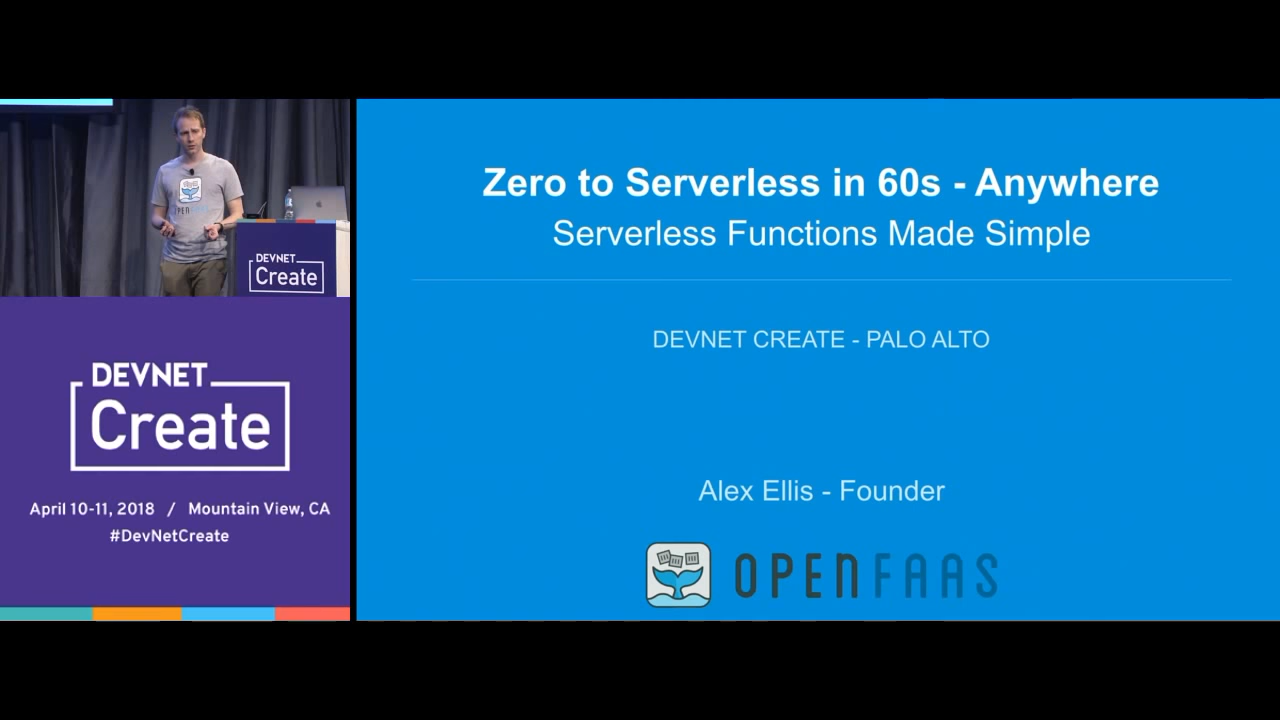 OPENFAAS
DEVNET
Create
DEVNET
Create
April 10-11, 2018 / Mountain View, CA
#DevNetCreate
Zero to Serverless in 60s - Anywhere
Serverless Functions Made Simple
DEVNET CREATE - PALO ALTO
Alex Ellis - Founder
OPENFAAS